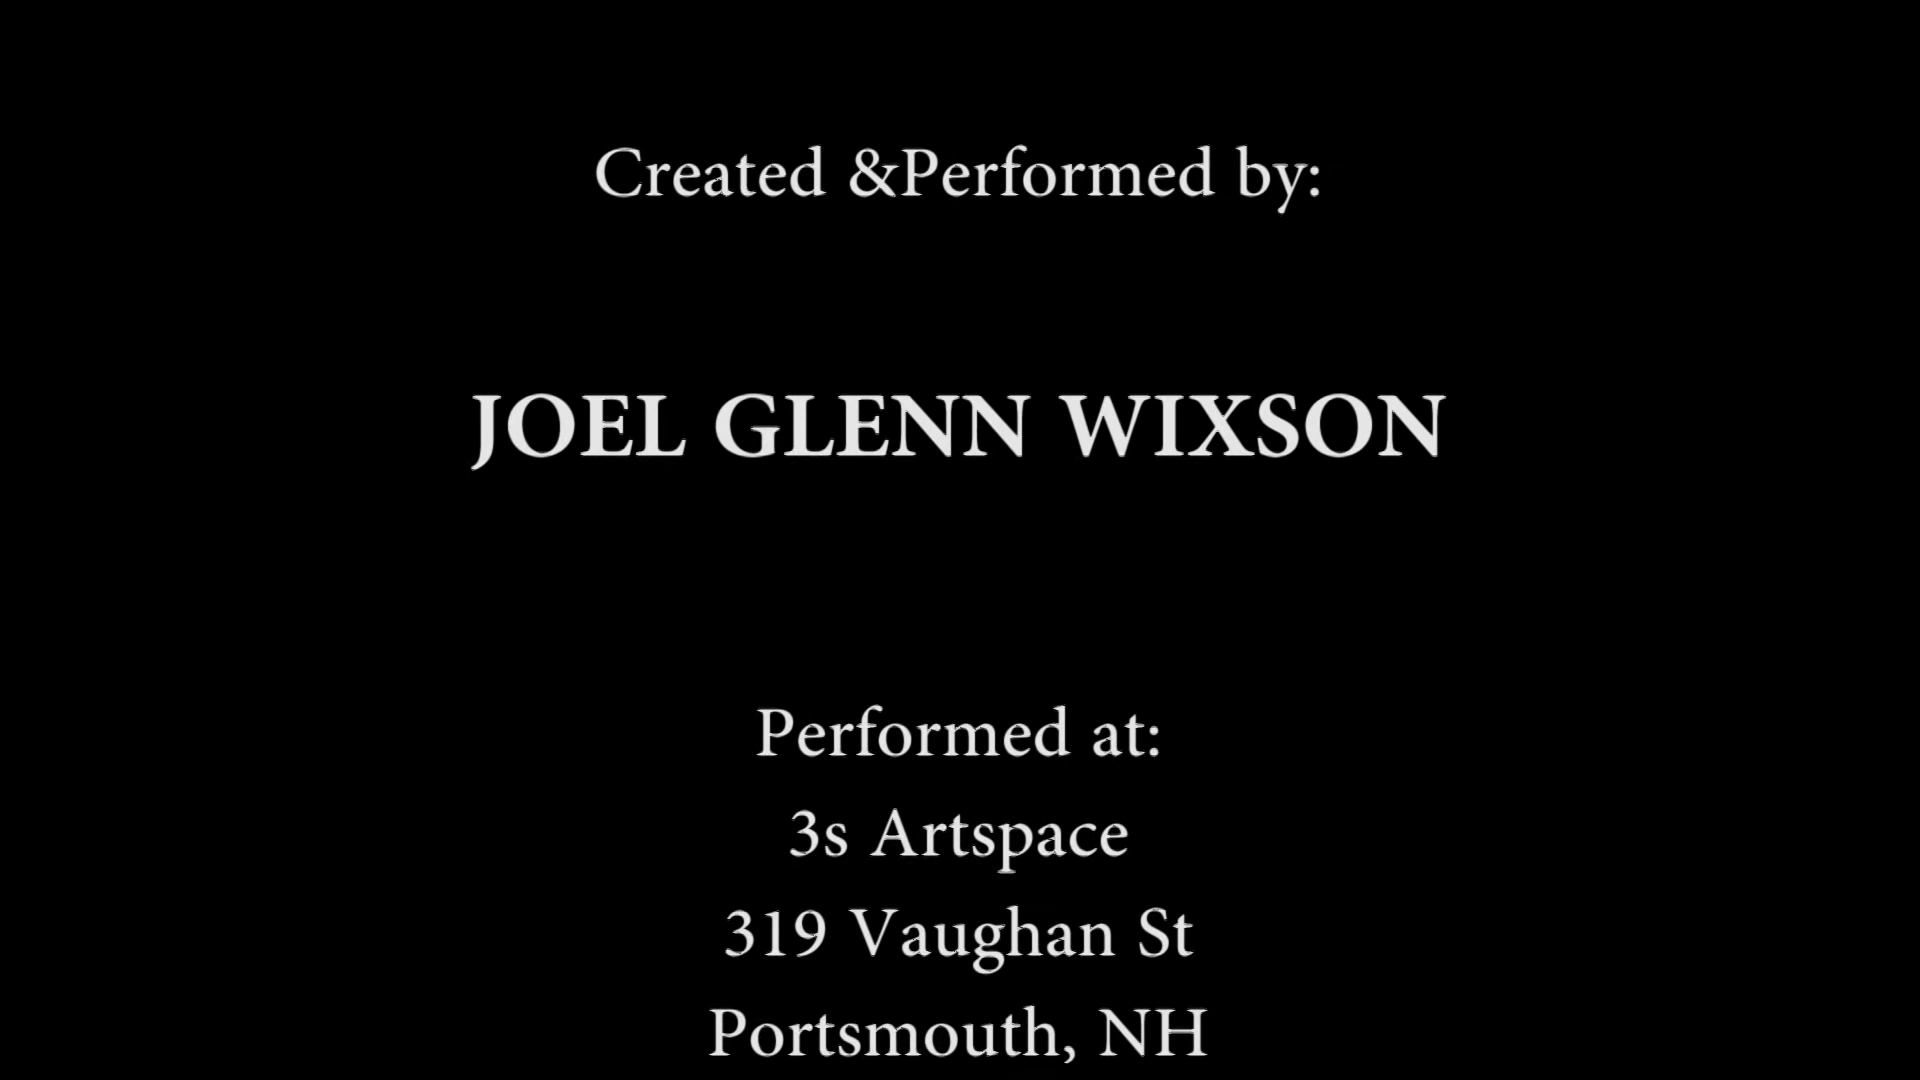 Created &Performed by:
JOEL GLENN WIXSON
Performed at:
3s Artspace
319 Vaughan St
Portsmouth, NH